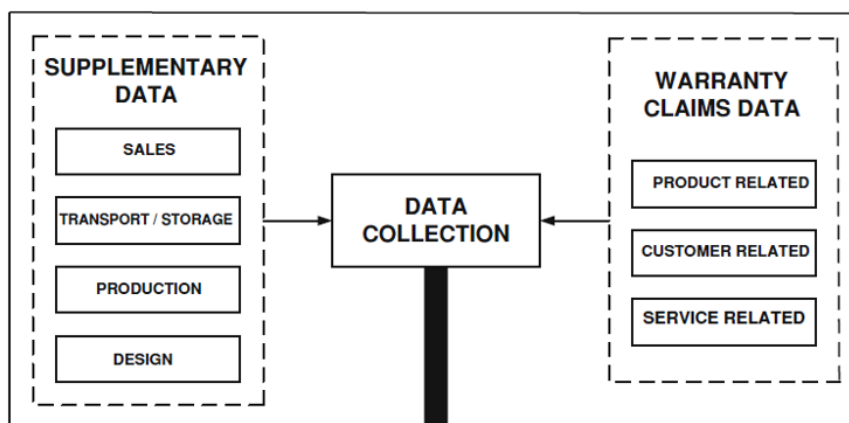 SUPPLEMENTARY
DATA
SALES
TRANSPORT / STORAGE
PRODUCTION
DESIGN
DATA
COLLECTION
WARRANTY
CLAIMS DATA
PRODUCT RELATED
CUSTOMER RELATED
SERVICE RELATED